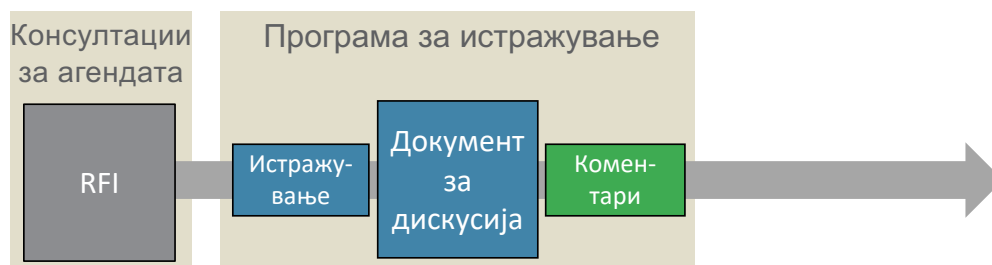 Консултации
за агендата
Програма за истражување
RFI
Истражу-
вање
Документ
за
дискусија
Комен-
тари